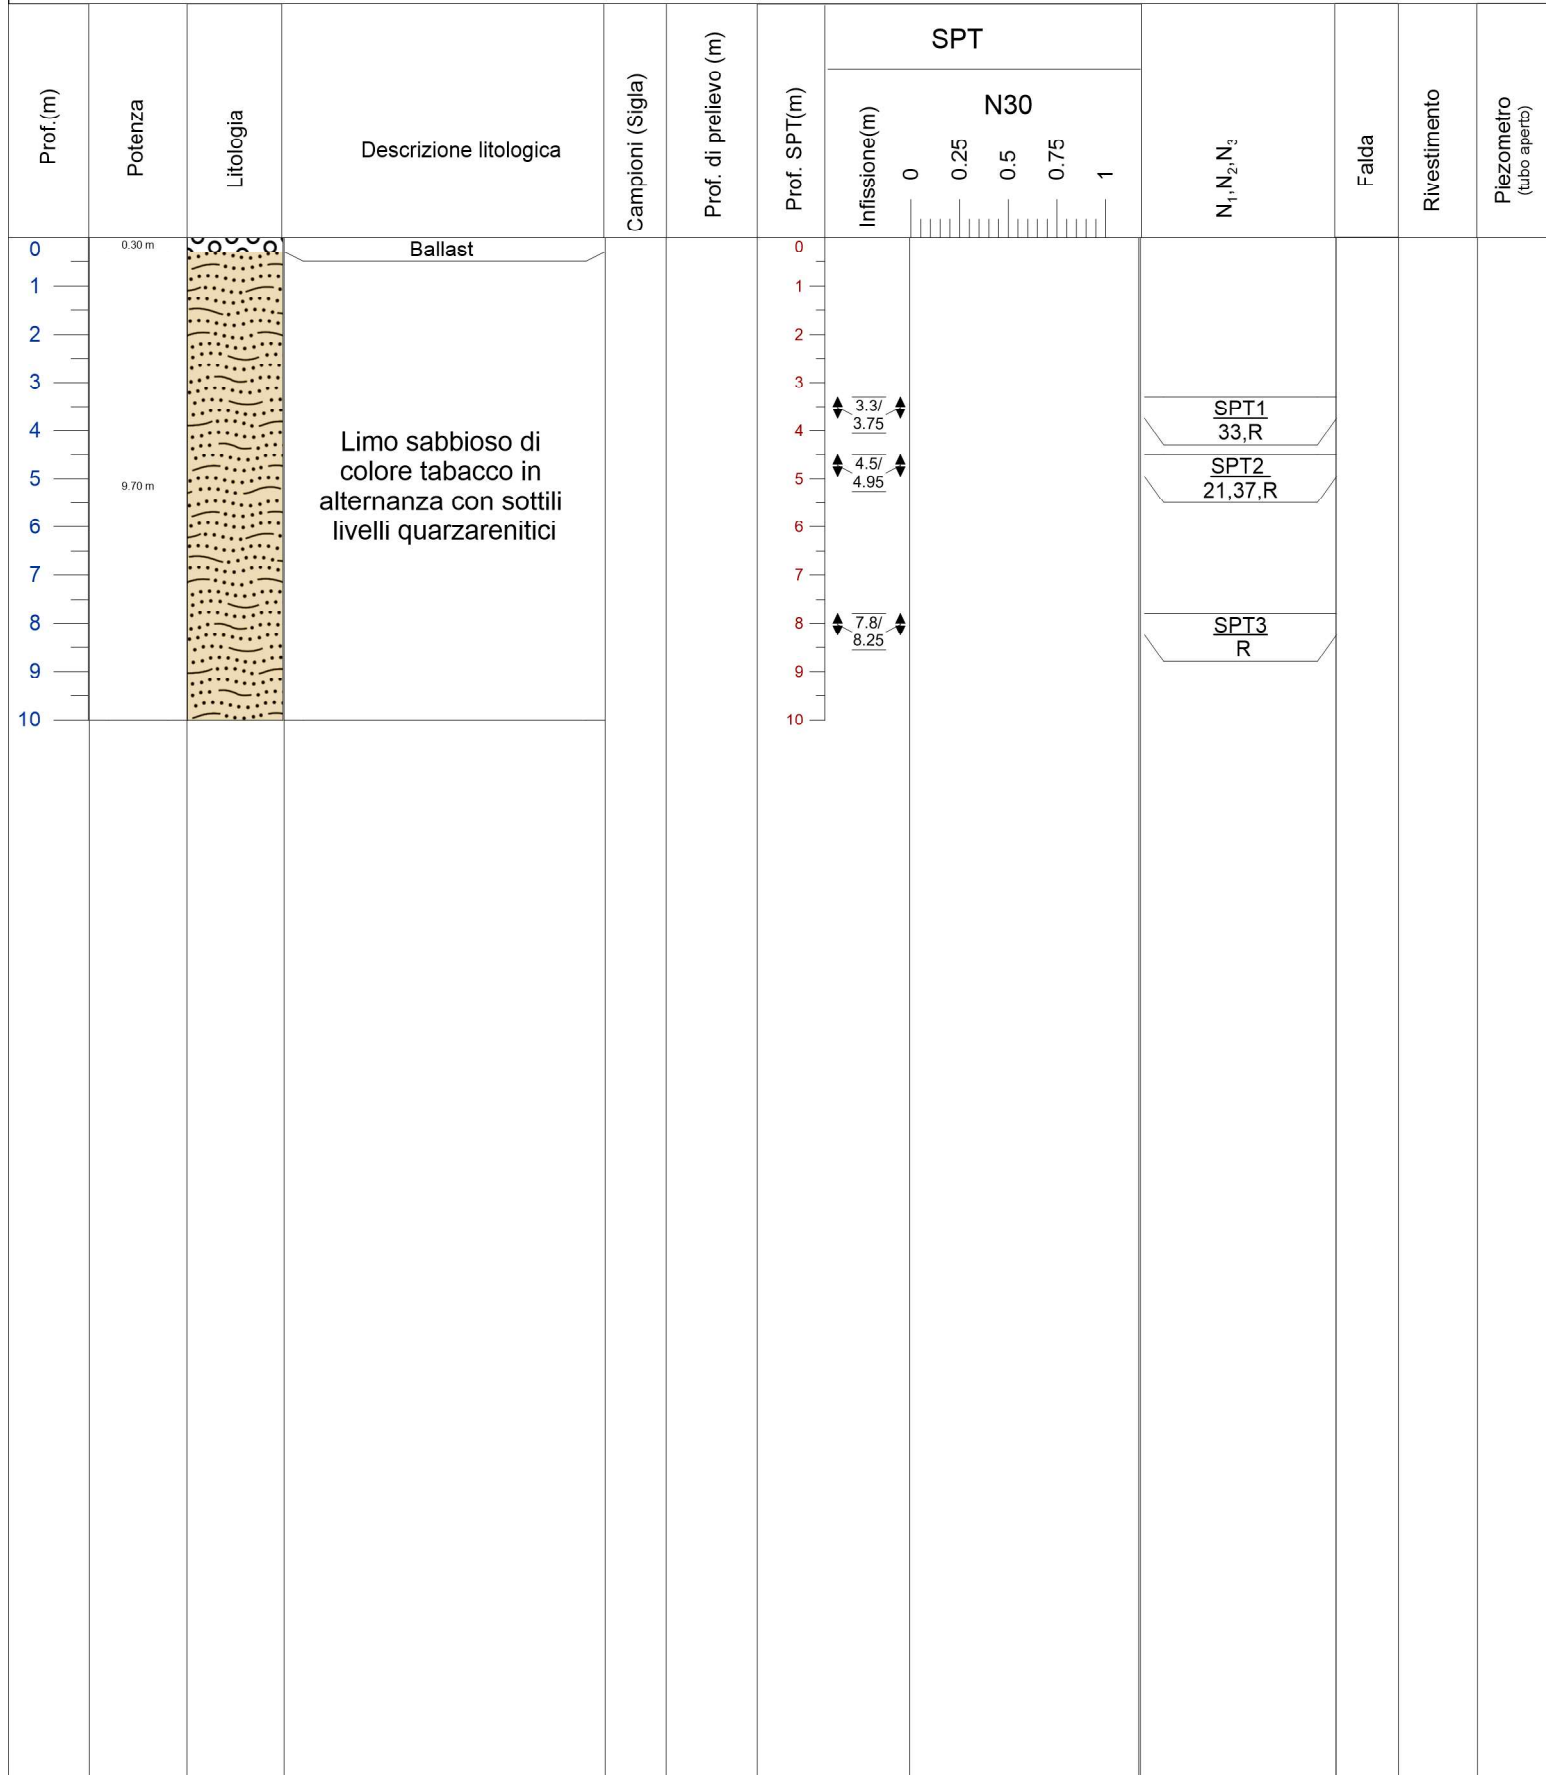 Prof.(m)
Potenza
Litologia
Descrizione litologica
Campioni (Sigla)
Prof. di prelievo (m)
Prof. SPT(m)
SPT
Infissione(m)
N30
0
0.25
0.5
0.75
1
N₁,N₂,N₃
Falda
Rivestimento
Piezometro
(tubo aperto)
0
1
2
3
4
5
6
7
8
9
10
0.30 m
9.70 m
Ballast
Limo sabbioso di
colore tabacco in
alternanza con sottili
livelli quarzarenitici
0
1
2
3
4
5
6
7
8
9
10
3.3/
3.75
4.5/
4.95
7.8/
8.25
SPT1
33,R
SPT2
21,37,R
SPT3
R